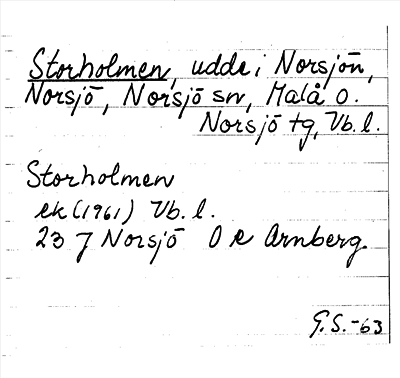 Storholmen, udde i Norsjön,
Norsjö, Norsjö sn, Malå o.
Norsjö tg, Vb. l.
Storholmen
ek (1961) Vb. l.
23 J Norsjö O e Arnberg.
G.S.-63